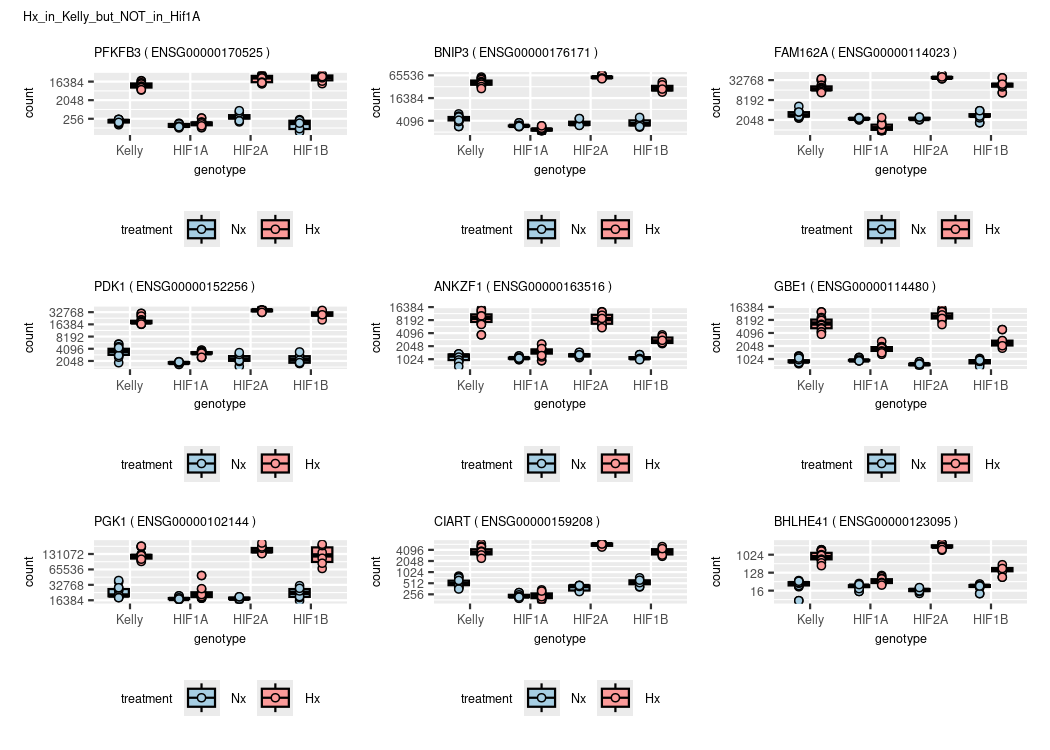 Hx_in_Kelly_but_NOT_in_Hif1A
PFKFB3 ( ENSG00000170525 )
BNIP3 ( ENSG00000176171 )
FAM162A ( ENSG00000114023 )
count
16384
2048
256
Kelly HIF1A HIF2A HIF1B
genotype
treatment Nx Hx
count
65536
16384
4096
Kelly HIF1A HIF2A HIF1B
genotype
treatment Nx Hx
count
32768
8192
2048
Kelly HIF1A HIF2A HIF1B
genotype
treatment Nx Hx
PDK1 ( ENSG00000152256 )
ANKZF1 ( ENSG00000163516 )
GBE1 ( ENSG00000114480 )
count
32768
16384
8192
4096
2048
Kelly HIF1A HIF2A HIF1B
genotype
treatment Nx Hx
count
16384
8192
4096
2048
1024
Kelly HIF1A HIF2A HIF1B
genotype
treatment Nx Hx
count
16384
8192
4096
2048
1024
Kelly HIF1A HIF2A HIF1B
genotype
treatment Nx Hx
PGK1 ( ENSG00000102144 )
CIART ( ENSG00000159208 )
BHLHE41 ( ENSG00000123095 )
count
131072
65536
32768
16384
Kelly HIF1A HIF2A HIF1B
genotype
treatment Nx Hx
count
4096
2048
1024
512
256
Kelly HIF1A HIF2A HIF1B
genotype
treatment Nx Hx
count
1024
128
16
Kelly HIF1A HIF2A HIF1B
genotype